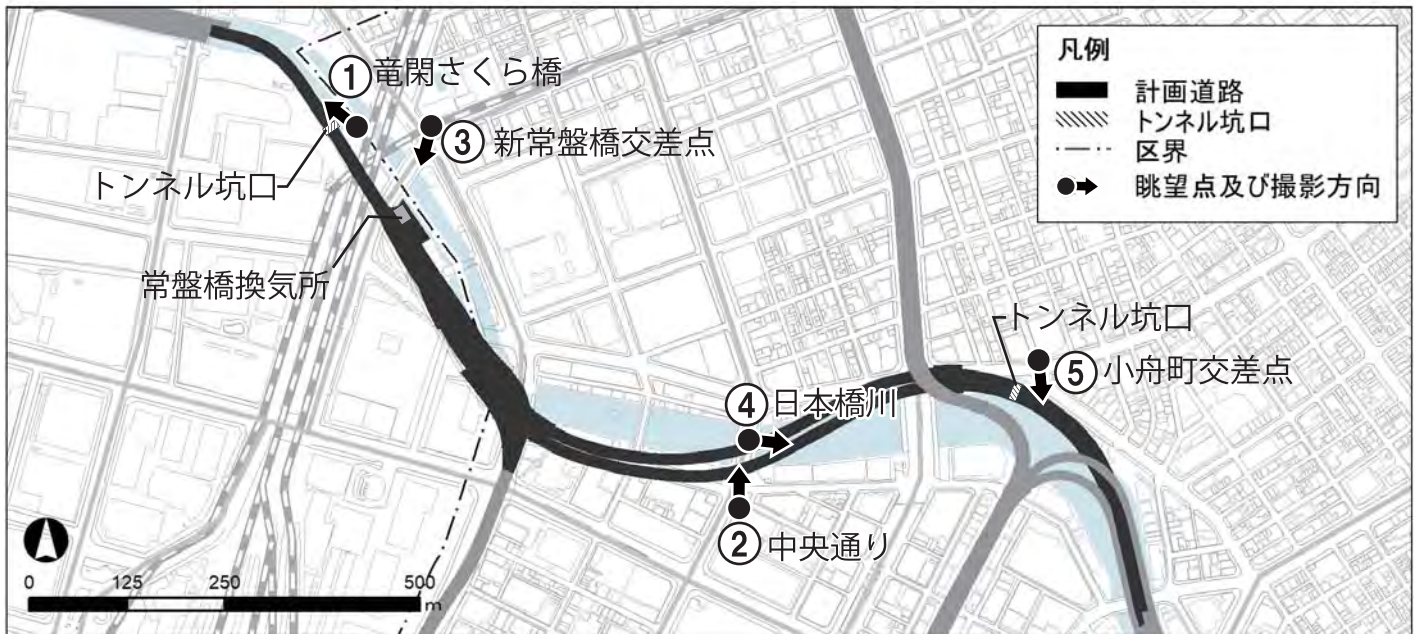 凡例
計画道路
トンネル坑口
区界
眺望点及び撮影方向
①竜閑さくら橋
③新常盤橋交差点
トンネル坑口
常盤橋換気所
トンネル坑口
⑤小舟町交差点
④日本橋川
②中央通り
0 125 250 500
m